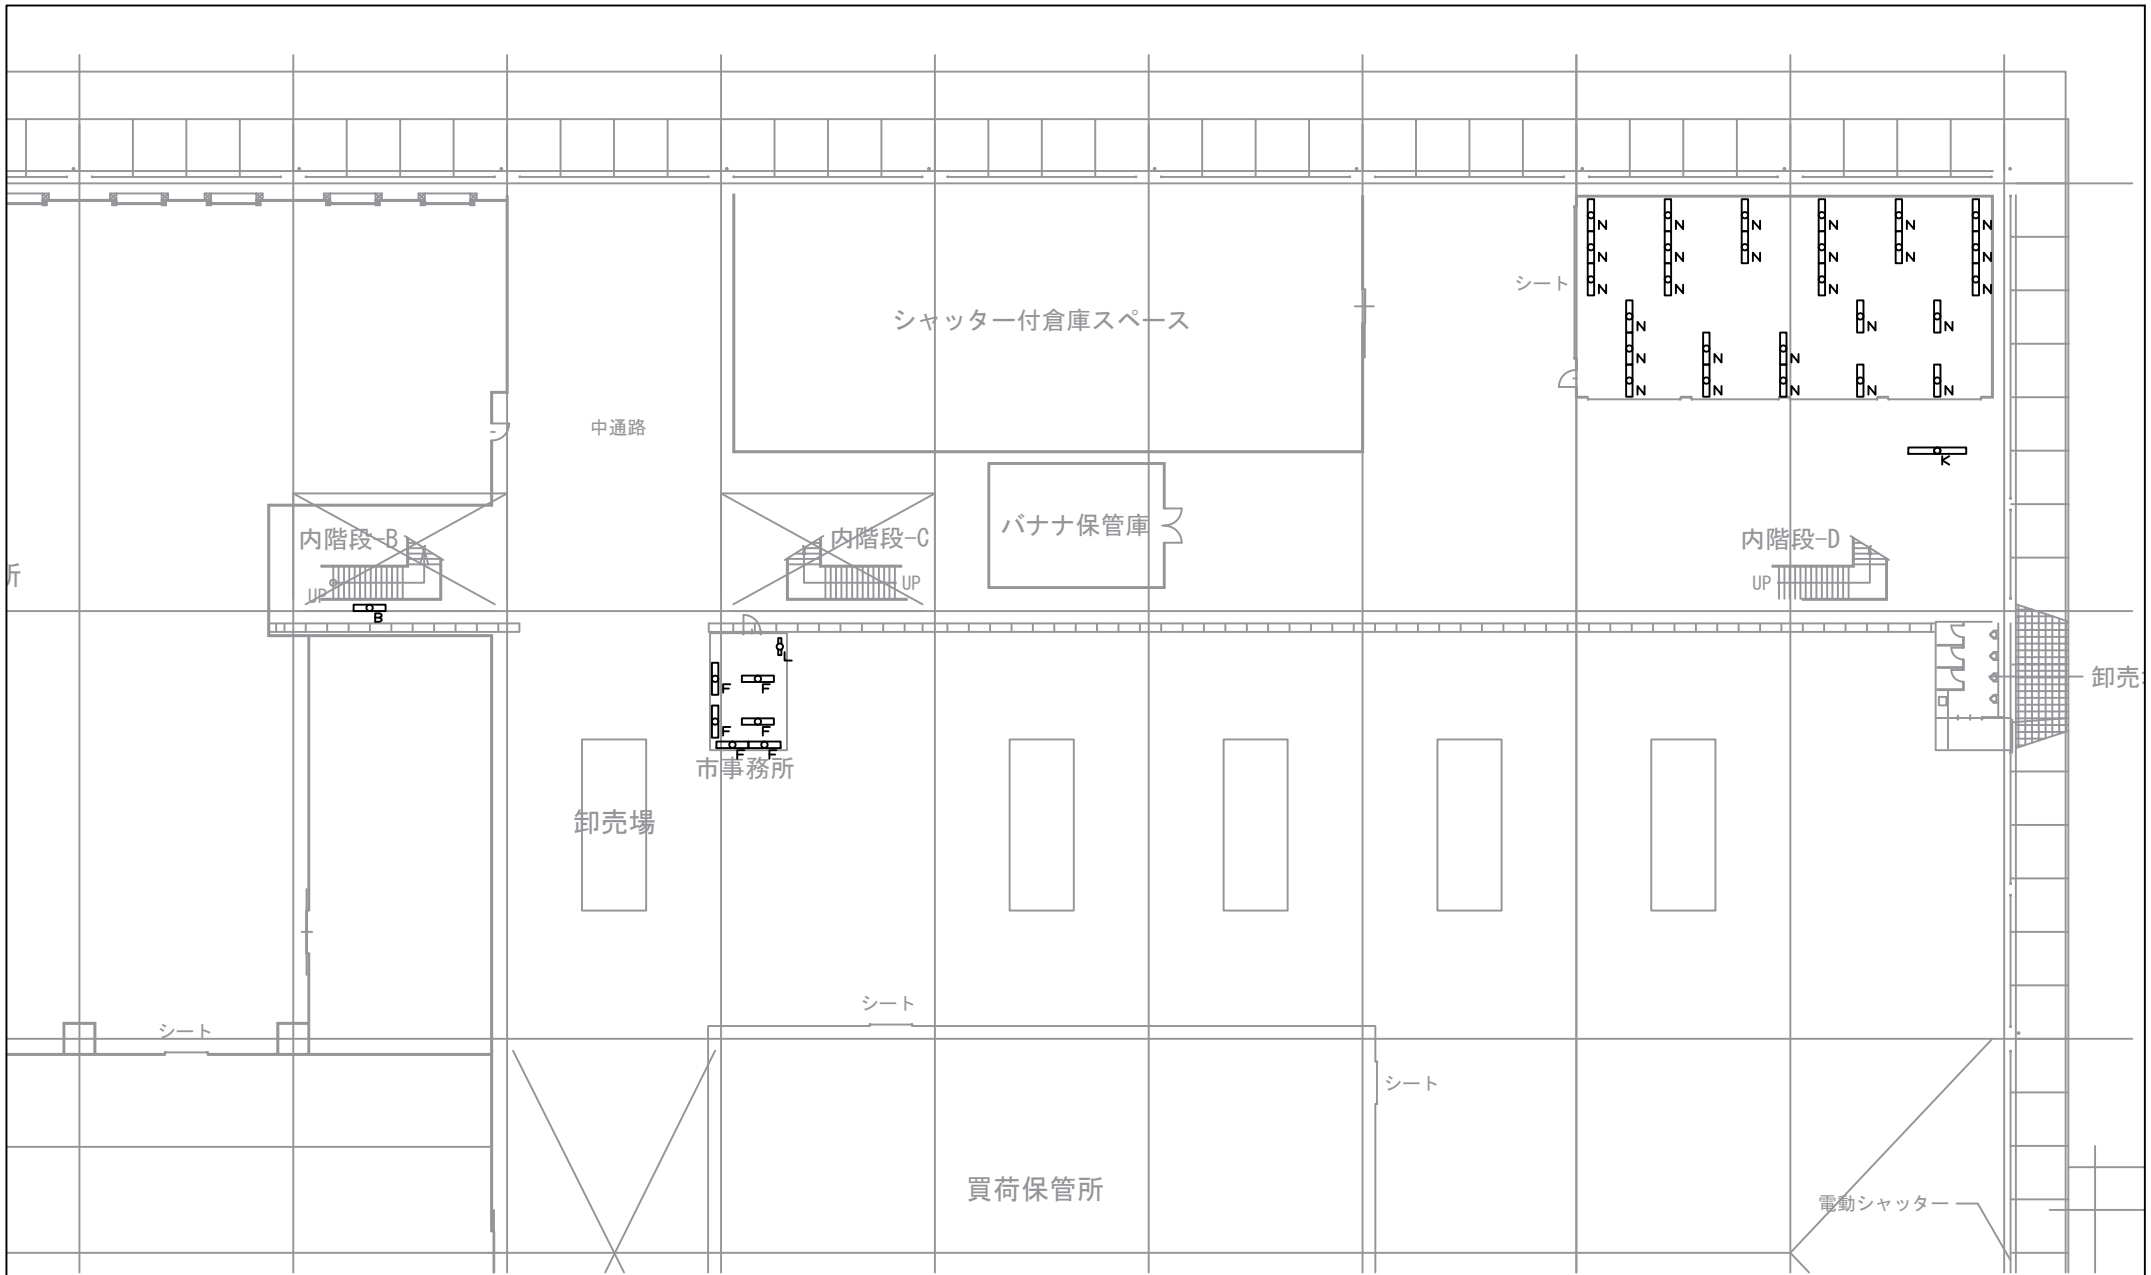 N N N N N N
N N N N N N
N N N N
シート
シャッター付倉庫スペース
N N N
N N N N
N N N N N
中通路
K
バナナ保管庫
内階段-B
内階段-C
内階段-D
所
UP
UP
UP
B
L
F F
F F
F F
卸売
市事務所
卸売場
シート
シート
シート
買荷保管所
電動シャッター